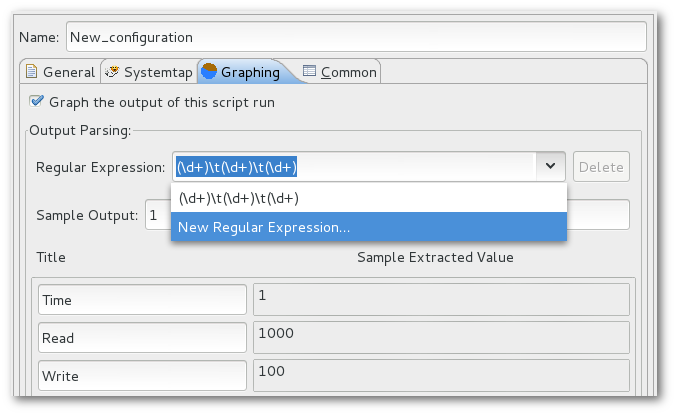 Name: New_configuration
General Systemtap Graphing Common
Graph the output of this script run
Output Parsing:
Regular Expression: (\d+)\t(\d+)\t(\d+) Delete
(\d+)\t(\d+)\t(\d+)
Sample Output: 1
New Regular Expression...
Title Sample Extracted Value
Time 1
Read 1000
Write 100